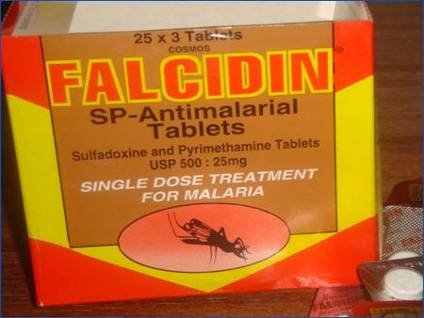 25 x 3 Tablets
COSMOS
FALCIDIN
SP-Antimalarial
Tablets
Sulfadoxine and Pyrimethamine Tablets
USP 500 : 25mg
SINGLE DOSE TREATMENT
FOR MALARIA